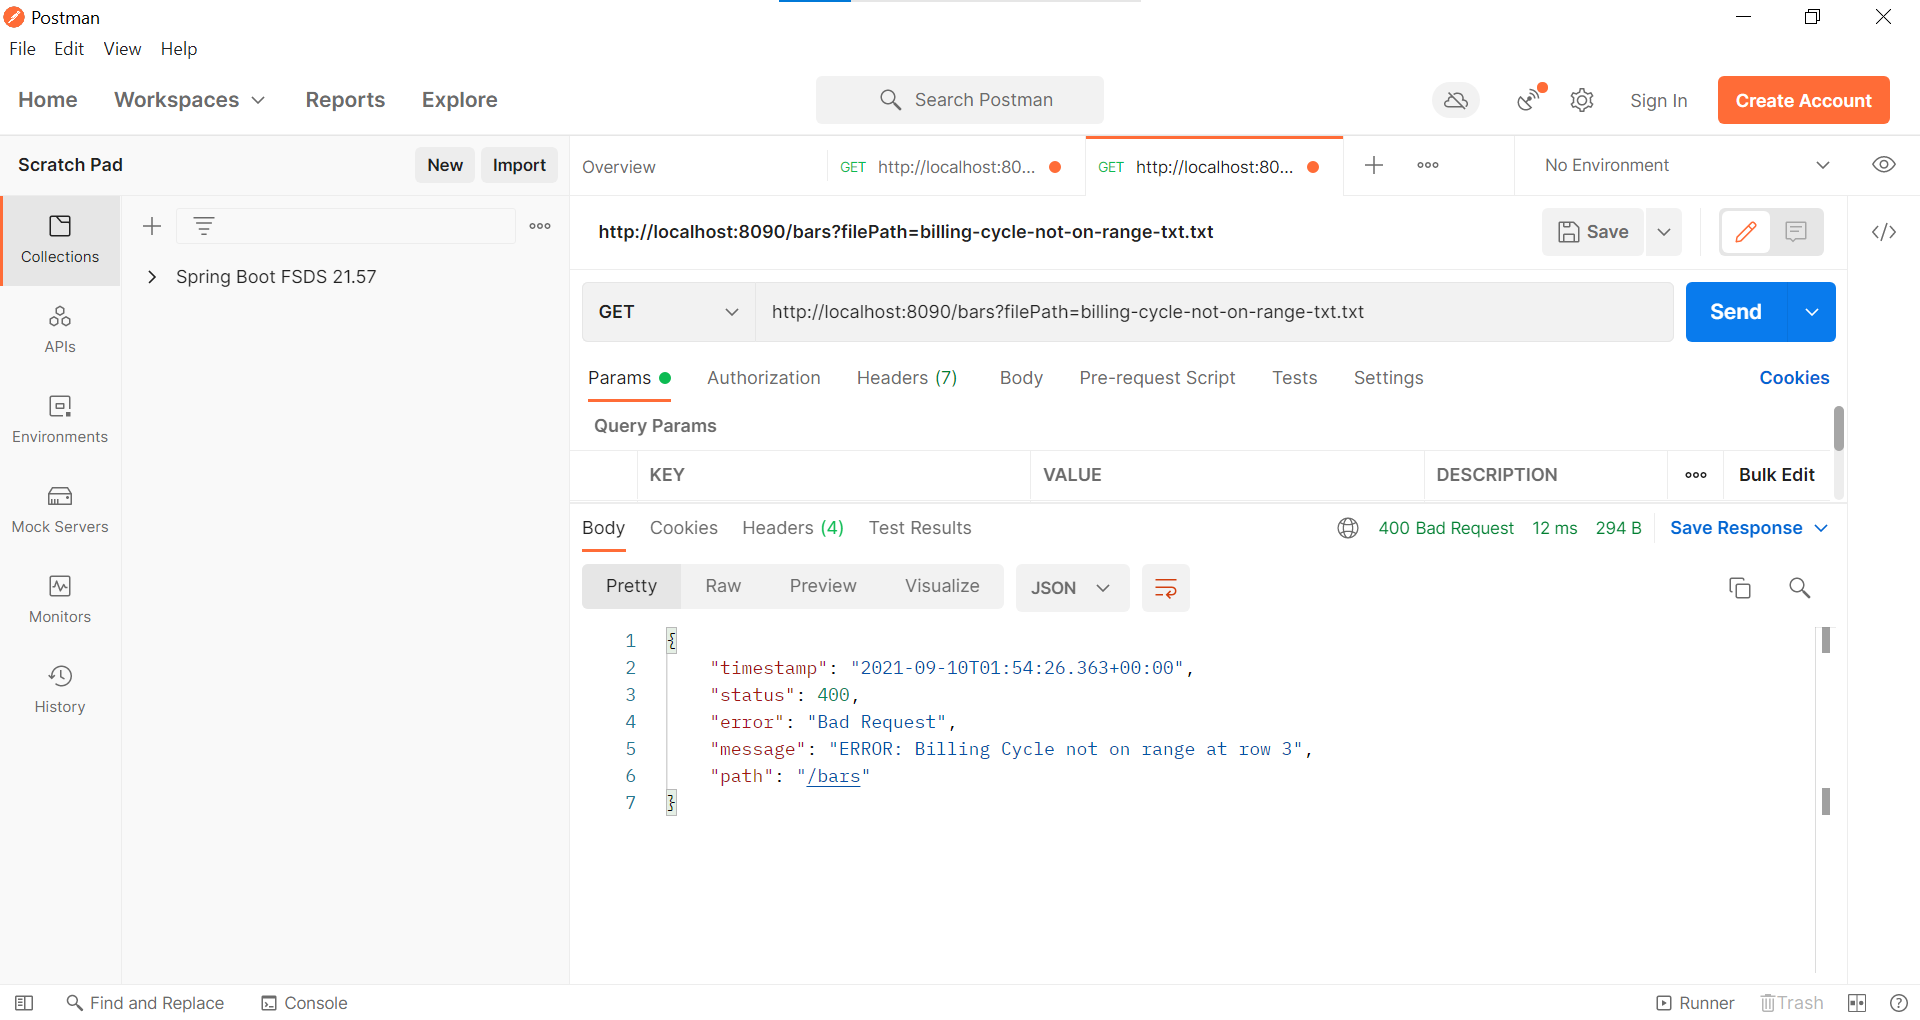 Postman
File Edit View Help
Home Workspaces Reports Explore
Search Postman
Sign In
Create Account
Scratch Pad
New Import
Overview
GET http://localhost:80...
GET http://localhost:80...
No Environment
Collections
APIs
Environments
Mock Servers
Monitors
History
Spring Boot FSDS 21.57
http://localhost:8090/bars?filePath=billing-cycle-not-on-range-txt.txt
Save
GET http://localhost:8090/bars?filePath=billing-cycle-not-on-range-txt.txt
Send
Params Authorization Headers (7) Body Pre-request Script Tests Settings Cookies
Query Params
KEY VALUE DESCRIPTION Bulk Edit
Body Cookies Headers (4) Test Results 400 Bad Request 12 ms 294 B Save Response
Pretty Raw Preview Visualize JSON
1 {
2 "timestamp": "2021-09-10T01:54:26.363+00:00",
3 "status": 400,
4 "error": "Bad Request",
5 "message": "ERROR: Billing Cycle not on range at row 3",
6 "path": "/bars"
7 }
Find and Replace Console Runner Trash